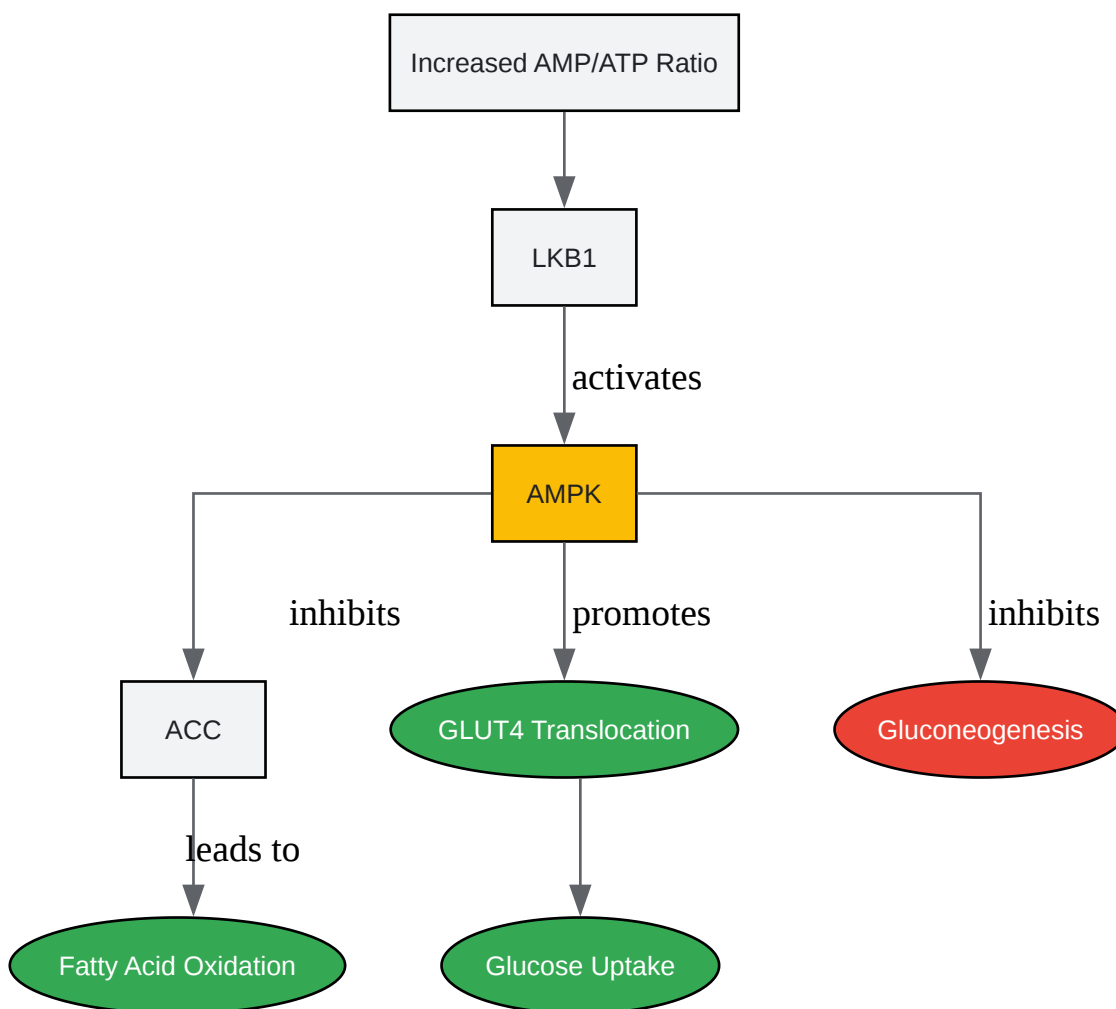 Increased AMP/ATP Ratio
LKB1
activates
AMPK
inhibits
promotes
inhibits
ACC
GLUT4 Translocation
Gluconeogenesis
leads to
Fatty Acid Oxidation
Glucose Uptake